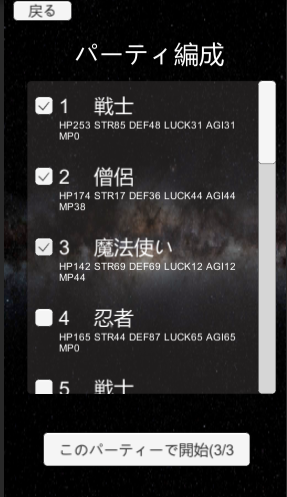 戻る
パーティ編成
1 戦士
HP253 STR85 DEF48 LUCK31 AGI31
MP0
2 僧侶
HP174 STR17 DEF36 LUCK44 AGI44
MP38
3 魔法使い
HP142 STR69 DEF69 LUCK12 AGI12
MP44
4 忍者
HP165 STR44 DEF87 LUCK65 AGI65
MP0
5 戦士
このパーティーで開始(3/3